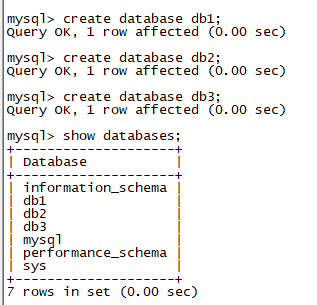 mysql> create database db1;
Query OK, 1 row affected (0.00 sec)
mysql> create database db2;
Query OK, 1 row affected (0.00 sec)
mysql> create database db3;
Query OK, 1 row affected (0.00 sec)
mysql> show databases;
+--------------------+
| Database           |
+--------------------+
| information_schema |
| db1                |
| db2                |
| db3                |
| mysql              |
| performance_schema |
| sys                |
+--------------------+
7 rows in set (0.00 sec)